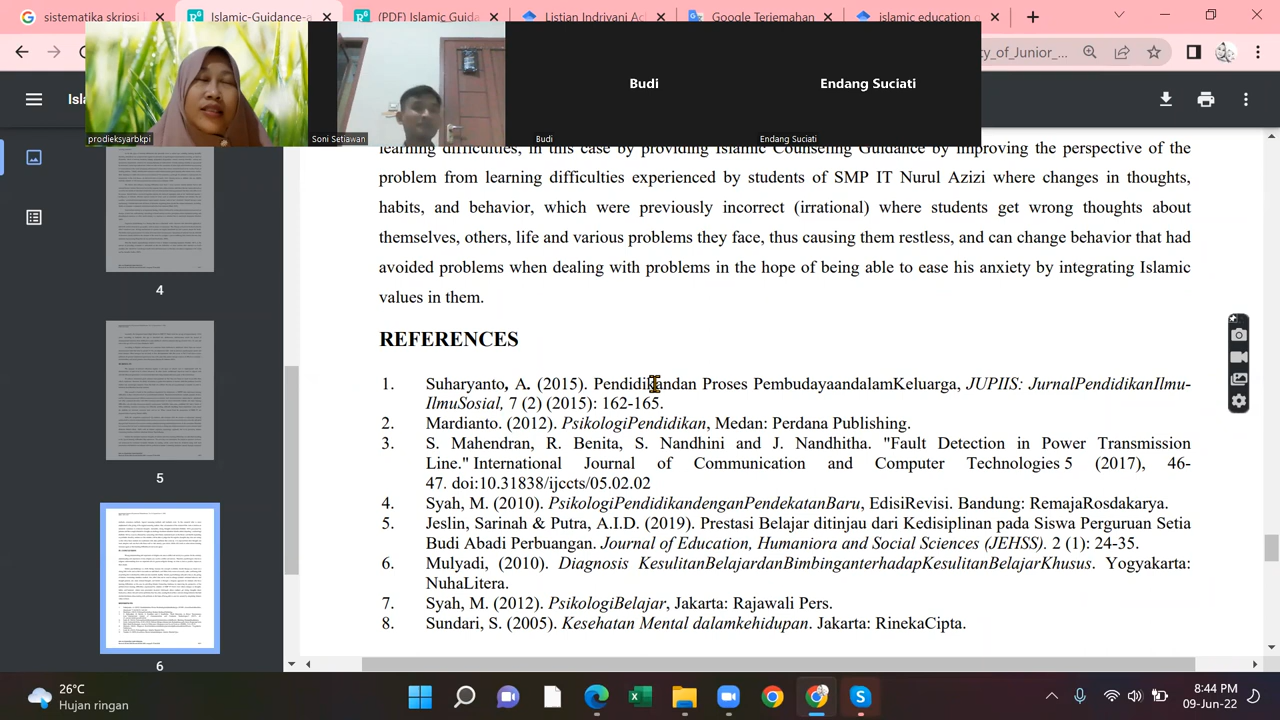 sistematika skripsi
Islamic-Guidance-
(PDF) Islamic Guid
Listen Indriyani Ac
Google Terjemahan
islamic education c
prodieksyarbkpi
Soni Setiawan
Budi
Budi
Endang Suciati
Endang Suciati
y_of_Junior...
Isla
learning difficulties, in this case by providing Islamic Counseling Guidance by improving the perspective of the
problem from learning difficulties experienced by students of SMP IT Nurul Azizi where changes in thoughts,
habits, and behavior, which were previously incorrect (irrational) where students get wrong thoughts about
themselves, others, life and various problems they face, thus causing them restless, and can change behavior that had
avoided problems when dealing with problems in the hope of being able to ease his anxiety by integrating Islamic
values in them.
REFERENCES
1. Sunaryanto, A. (2015). Pendidikandan Proses PembudayaandalamKeluarga, JUPIIS: JurnalPendidikanIlmu-
IlmuSosial. 7 (2) (2015): 162-165.
2. Mardianto. (2012). PsikologiPendidikan, Medan: Perdana Publishing.
3. S. Mahendran, R. Benita, S. Nandhini and J. Nandhitha. "Fault Detection in Power Transmission
Line." International Journal of Communication and Computer Technologies 5 (2017), 46-
47. doi:10.31838/ijccts/05.02.02
4. Syah, M. (2010). PsikologiPendidikandenganPendekatanBaru, EdisiRevisi. Bandung: RemajaRosdaKarya.
5. Jesin, Sariman &
(2019). Prestasi Belajar Siswa dari Kedisiplinan pada Siswa Perguruan Setia
Budi Abadi Perbaungan. Journal of Education, Humaniora and Social Sciences (JEHSS). 2 (1): 24-35
6. Mulyadi, (2010). Diagnosis KesulitanBelajardanBimbinganTerhadapKesulitanBelajarKhusus. Yogyakarta:
NuhaLitera.
7. Syah, M. (2012). PsikologiBelajar, Jakarta: Rajawali Pers.
8. Sundari, S. (2005). Kesehatan Mental dalamkehidupan. Jakarta: RinekaCipta.
4
5
6
26°C
Hujan ringan
8:44 PM
09-Jun-22